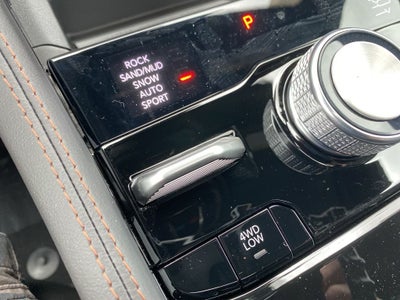 P
ROCK
SAND/MUD
SNOW
AUTO
SPORT
4WD
LOW